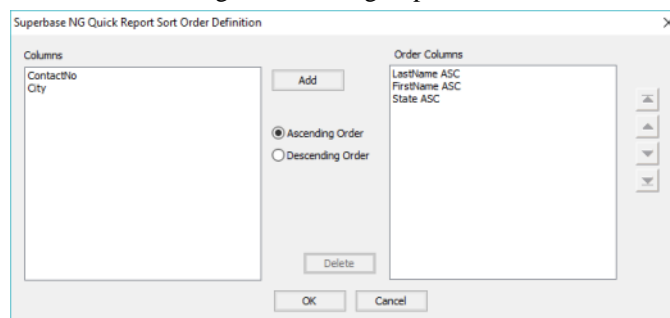 Superbase NG Quick Report Sort Order Definition
Columns
ContactNo
City
Add
Ascending Order
Descending Order
Delete
Order Columns
LastName ASC
FirstName ASC
State ASC
OK
Cancel